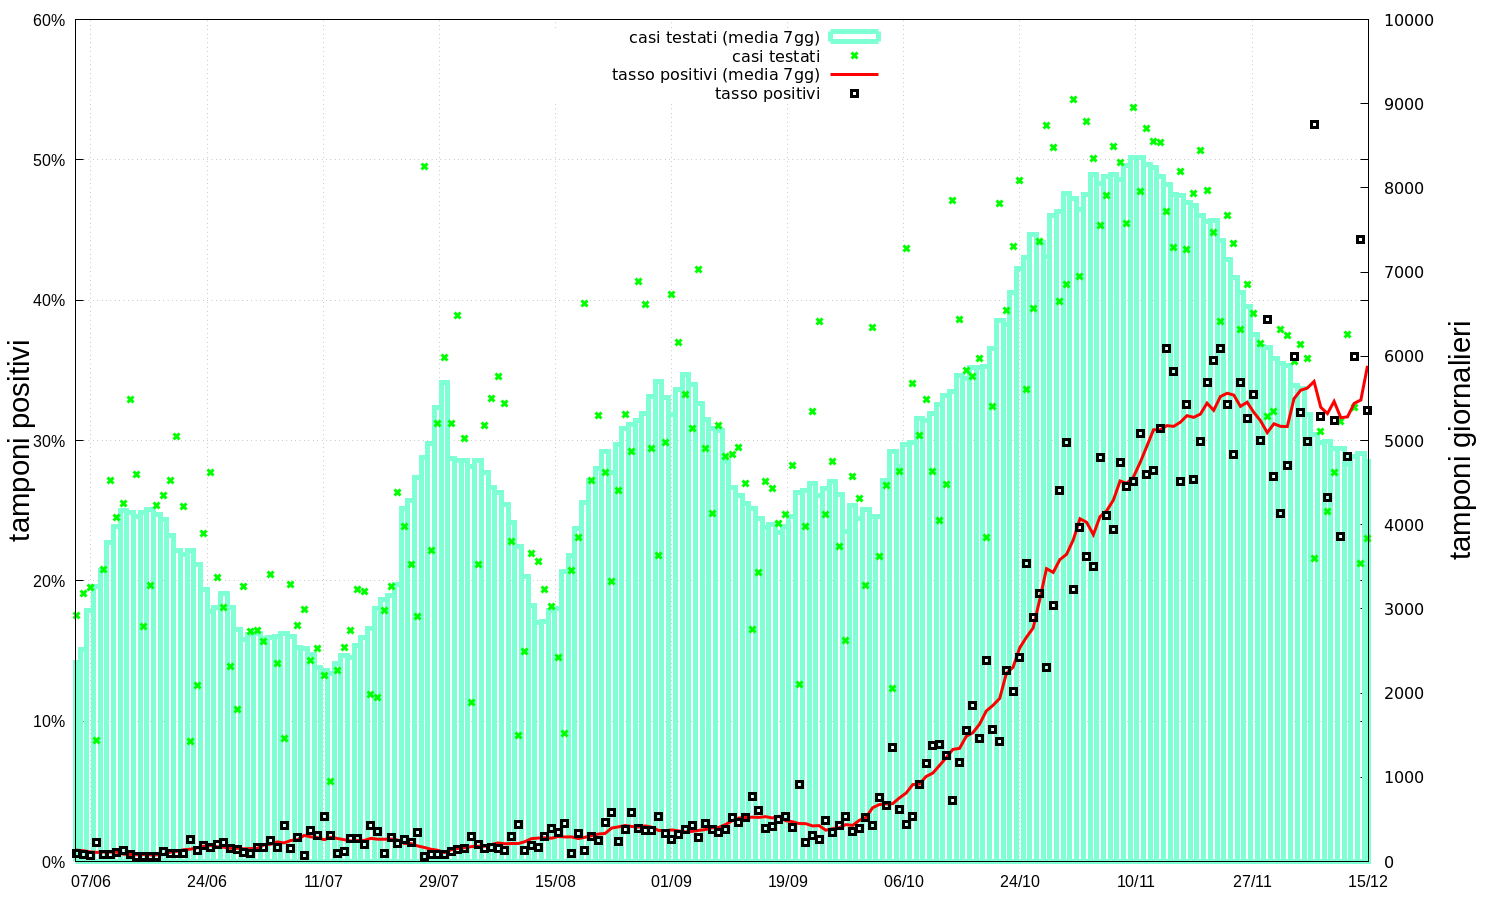 casi testati (media 7gg)
casi testati
tasso positivi (media 7gg)
tasso positivi
tamponi positivi
60%
50%
40%
30%
20%
10%
0%
10000
9000
8000
7000
6000
5000
4000
3000
2000
1000
0
tamponi giornalieri
07/06 24/06 11/07 29/07 15/08 01/09 19/09 06/10 24/10 10/11 27/11 15/12